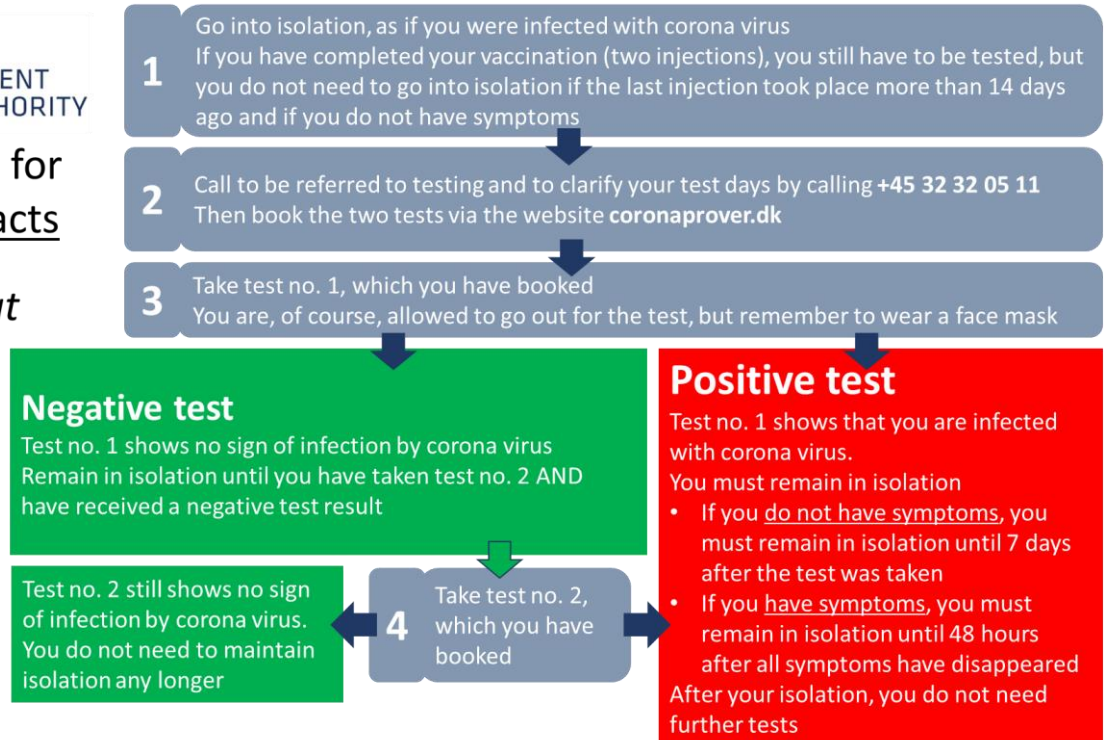 ENT
HORITY
for
acts
1
Go into isolation, as if you were infected with corona virus
If you have completed your vaccination (two injections), you still have to be tested, but
you do not need to go into isolation if the last injection took place more than 14 days
ago and if you do not have symptoms
2
Call to be referred to testing and to clarify your test days by calling +45 32 32 05 11
Then book the two tests via the website coronaprover.dk
3
Take test no. 1, which you have booked
You are, of course, allowed to go out for the test, but remember to wear a face mask
Negative test
Test no. 1 shows no sign of infection by corona virus
Remain in isolation until you have taken test no. 2 AND
have received a negative test result
Positive test
Test no. 1 shows that you are infected
with corona virus.
You must remain in isolation
• If you do not have symptoms, you
must remain in isolation until 7 days
after the test was taken
• If you have symptoms, you must
remain in isolation until 48 hours
after all symptoms have disappeared
After your isolation, you do not need
further tests
4
Take test no. 2,
which you have
booked
Test no. 2 still shows no sign
of infection by corona virus.
You do not need to maintain
isolation any longer